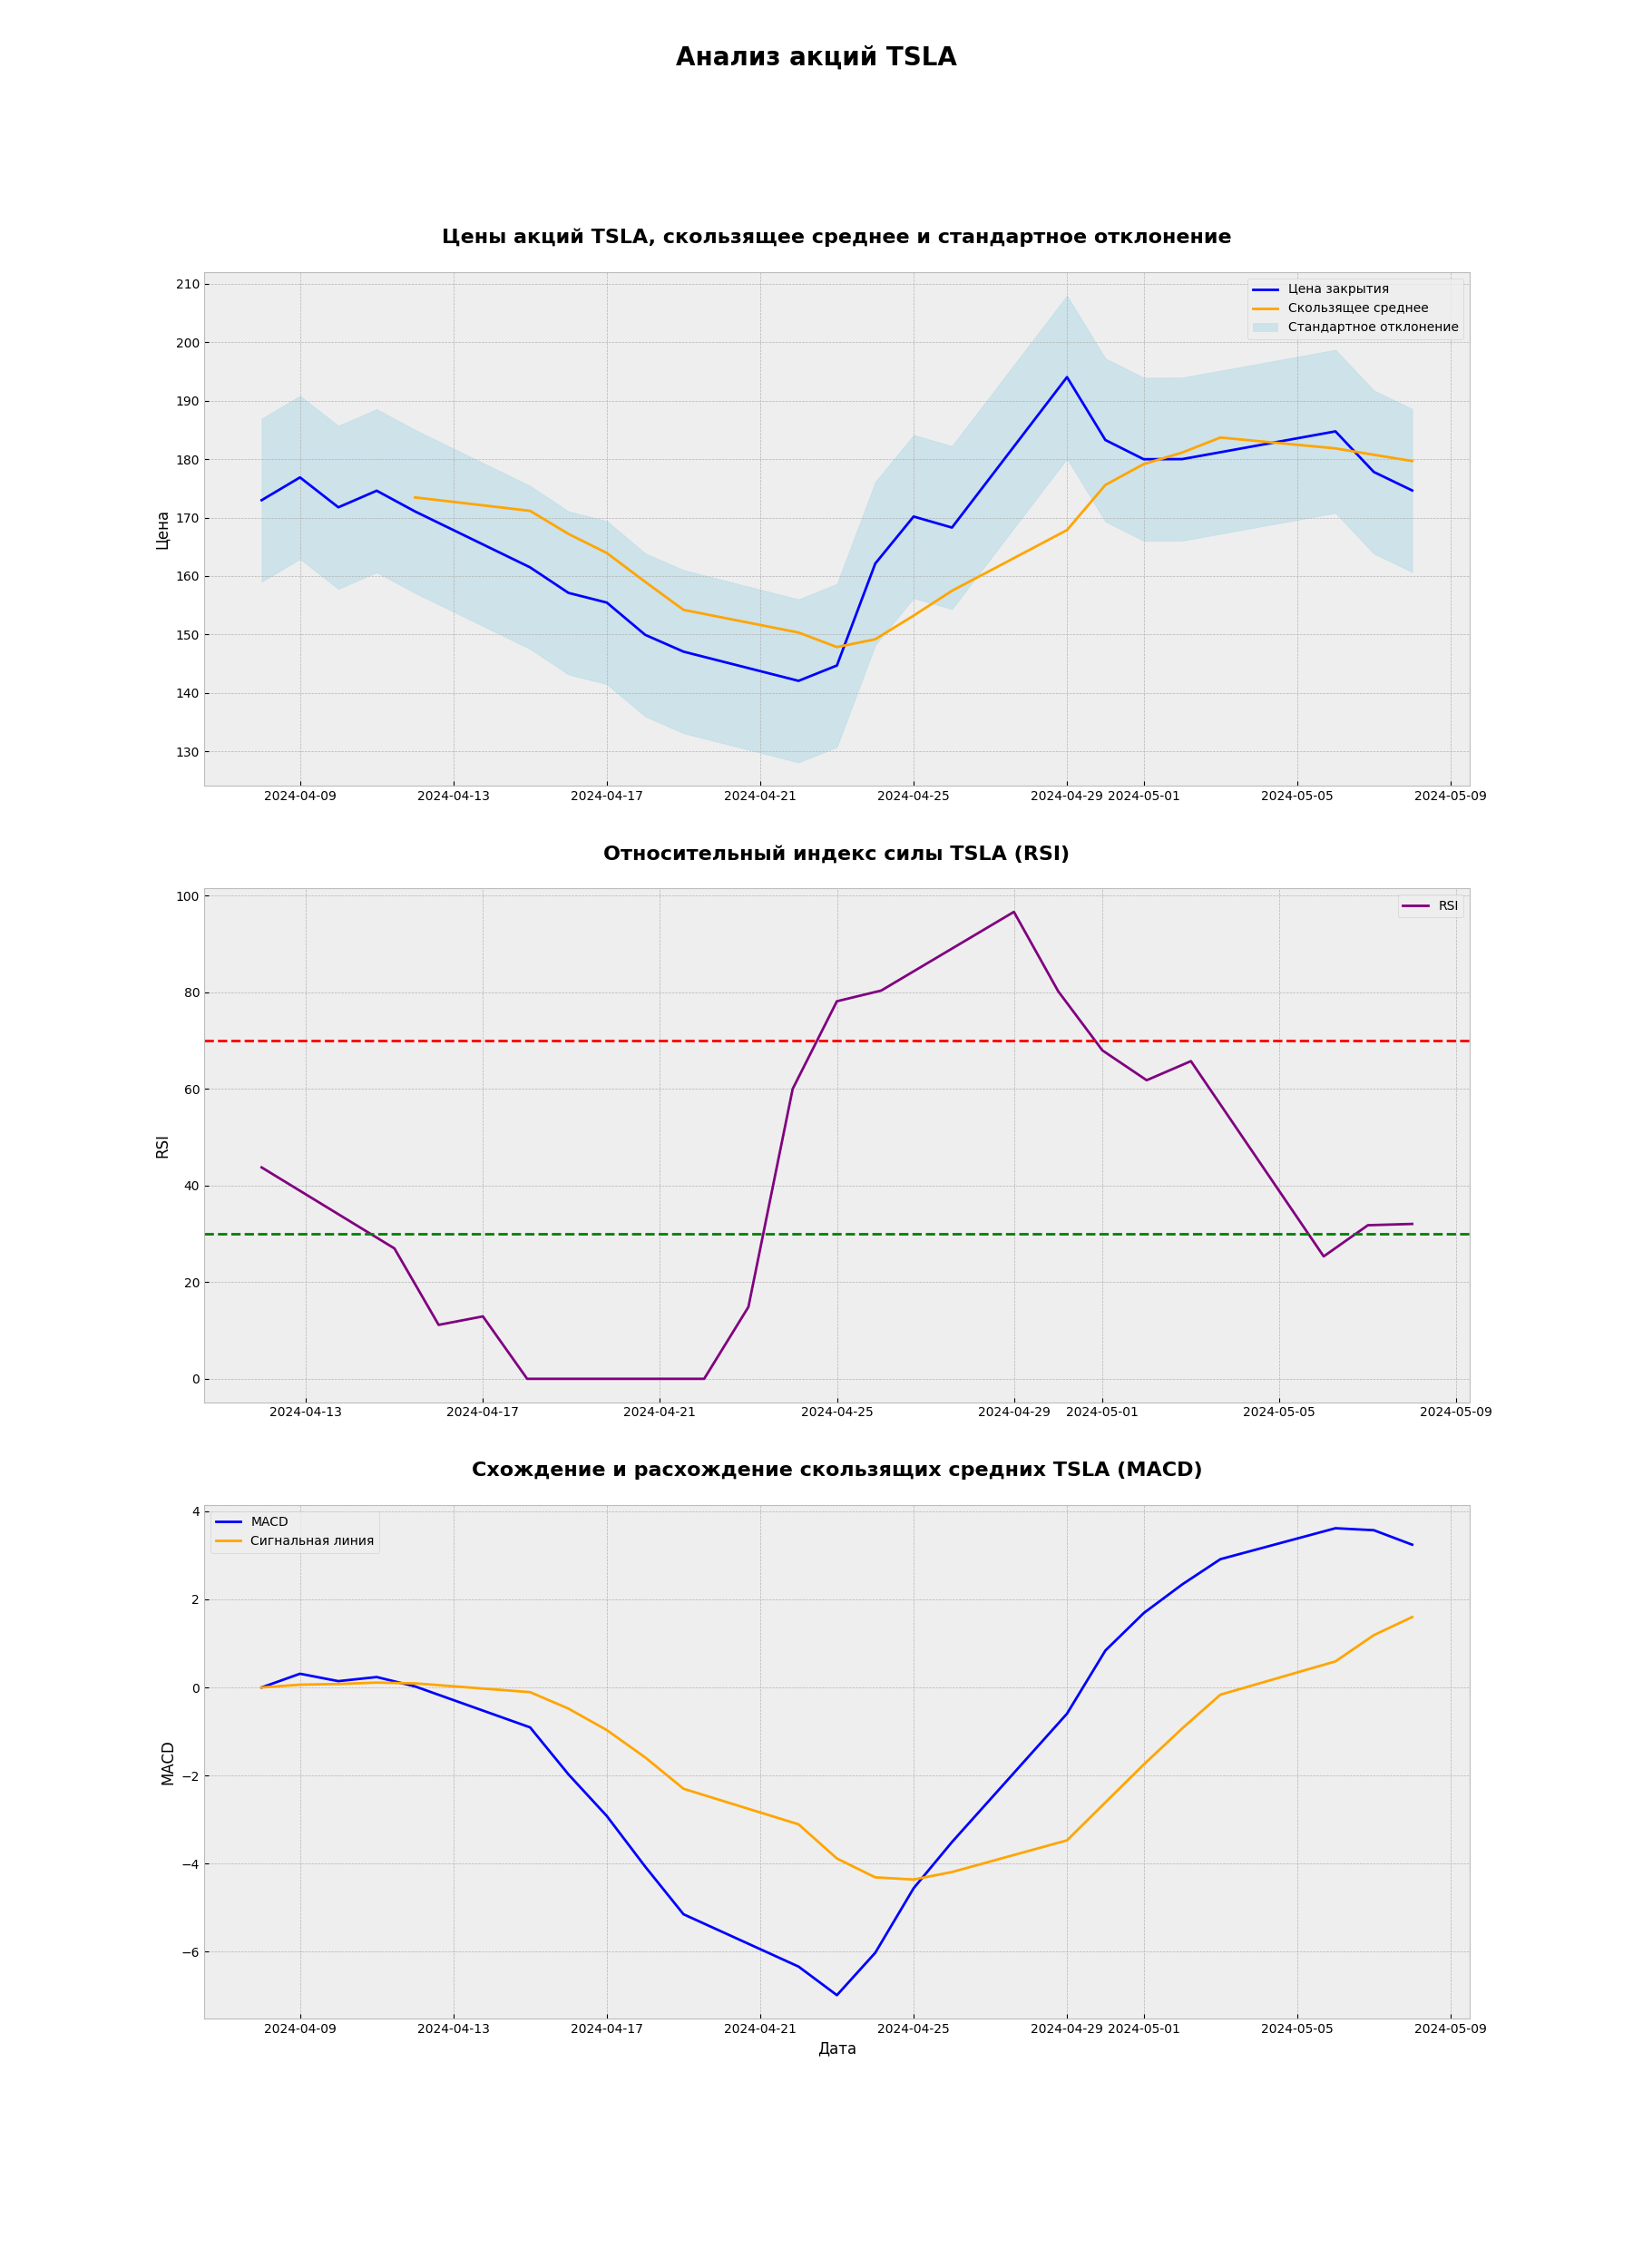 Анализ акций TSLA
Цены акций TSLA, скользящее среднее и стандартное отклонение
Цена закрытия
Скользящее среднее
Стандартное отклонение
Цена
210
200
190
180
170
160
150
140
130
2024-04-09 2024-04-13 2024-04-17 2024-04-21 2024-04-25 2024-04-29 2024-05-01 2024-05-05 2024-05-09
Относительный индекс силы TSLA (RSI)
RSI
RSI
100
80
60
40
20
0
2024-04-13 2024-04-17 2024-04-21 2024-04-25 2024-04-29 2024-05-01 2024-05-05 2024-05-09
Схождение и расхождение скользящих средних TSLA (MACD)
MACD
Сигнальная линия
MACD
4
2
0
−2
−4
−6
2024-04-09 2024-04-13 2024-04-17 2024-04-21 2024-04-25 2024-04-29 2024-05-01 2024-05-05 2024-05-09
Дата